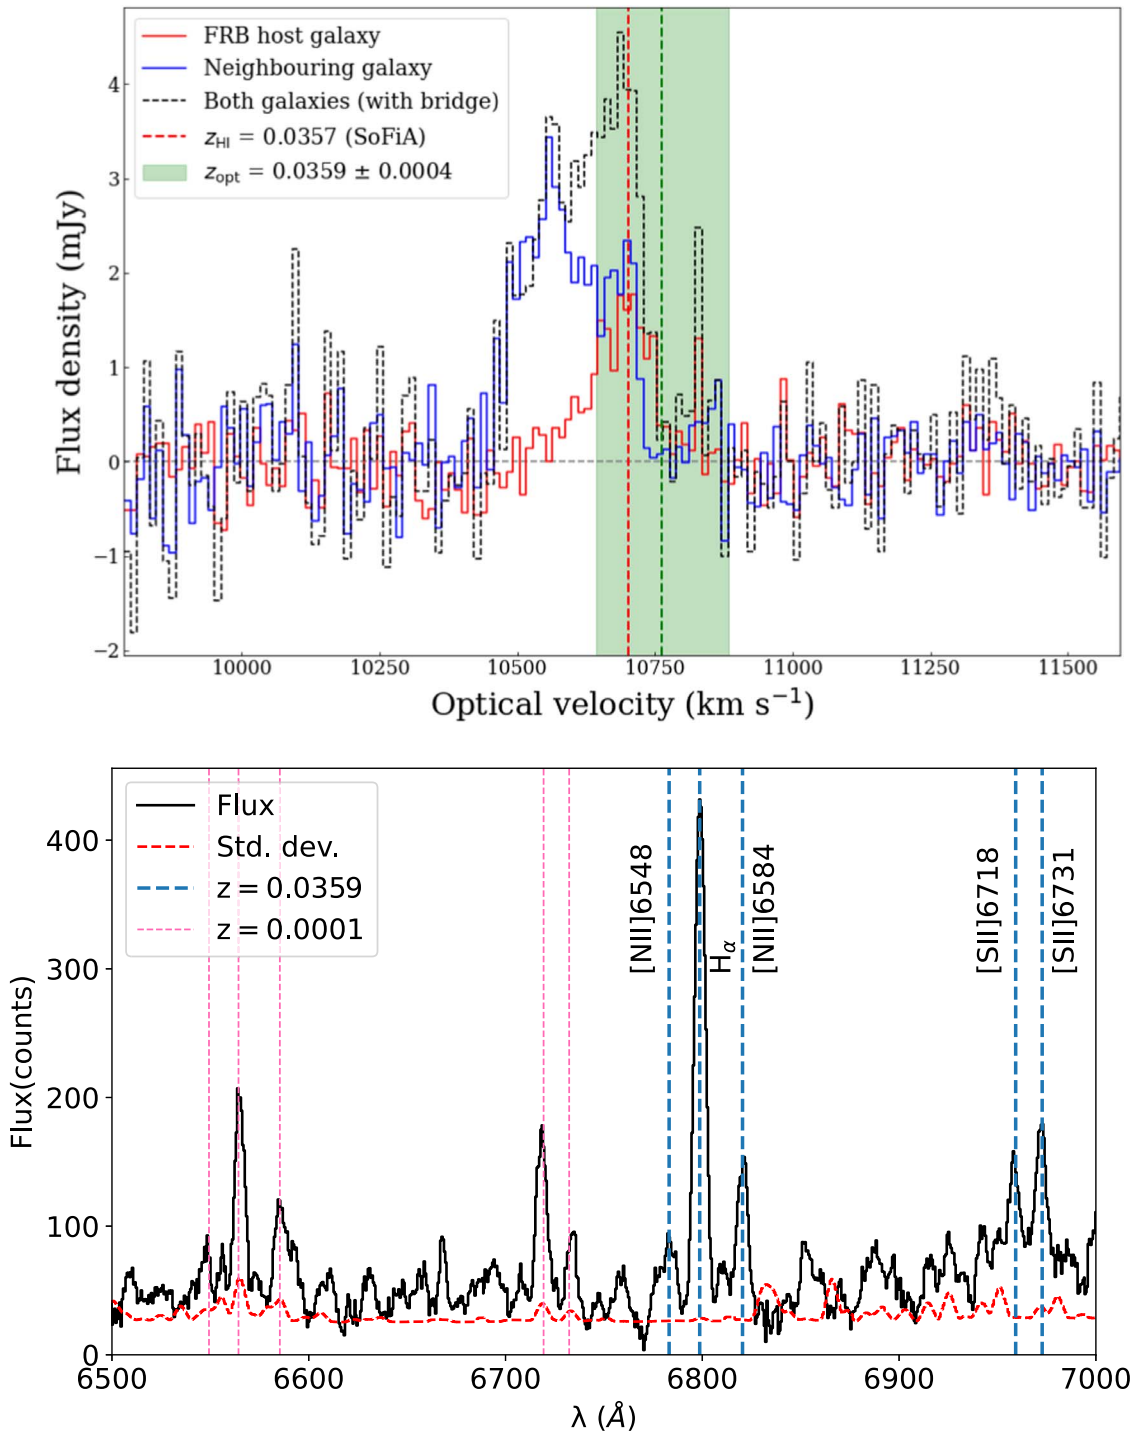 FRB host galaxy
Neighbouring galaxy
Both galaxies (with bridge)
z_HI = 0.0357 (SoFiA)
z_opt = 0.0359 ± 0.0004
4
3
2
1
0
−1
−2
Flux density (mJy)
10000 10250 10500 10750 11000 11250 11500
Optical velocity (km s⁻¹)
Flux
Std. dev.
z = 0.0359
z = 0.0001
[NII]6548
H_α
[NII]6584
[SII]6718
[SII]6731
400
300
200
100
0
Flux(counts)
6500 6600 6700 6800 6900 7000
λ (Å)